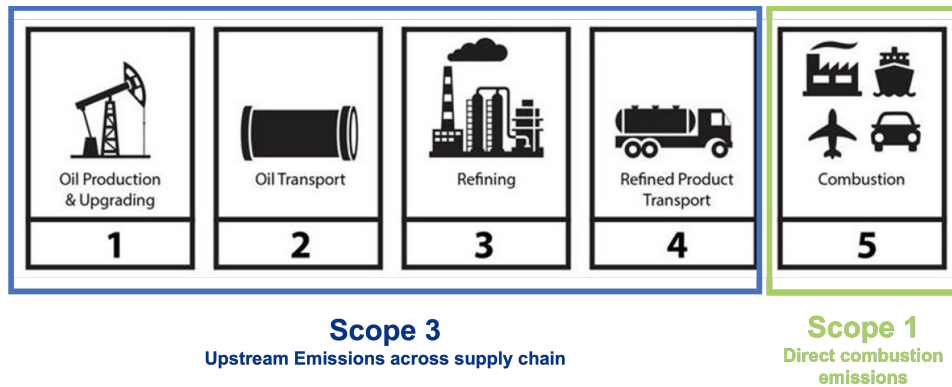 Oil Production
& Upgrading
1
Oil Transport
2
Refining
3
Refined Product
Transport
4
Combustion
5
Scope 3
Upstream Emissions across supply chain
Scope 1
Direct combustion
emissions